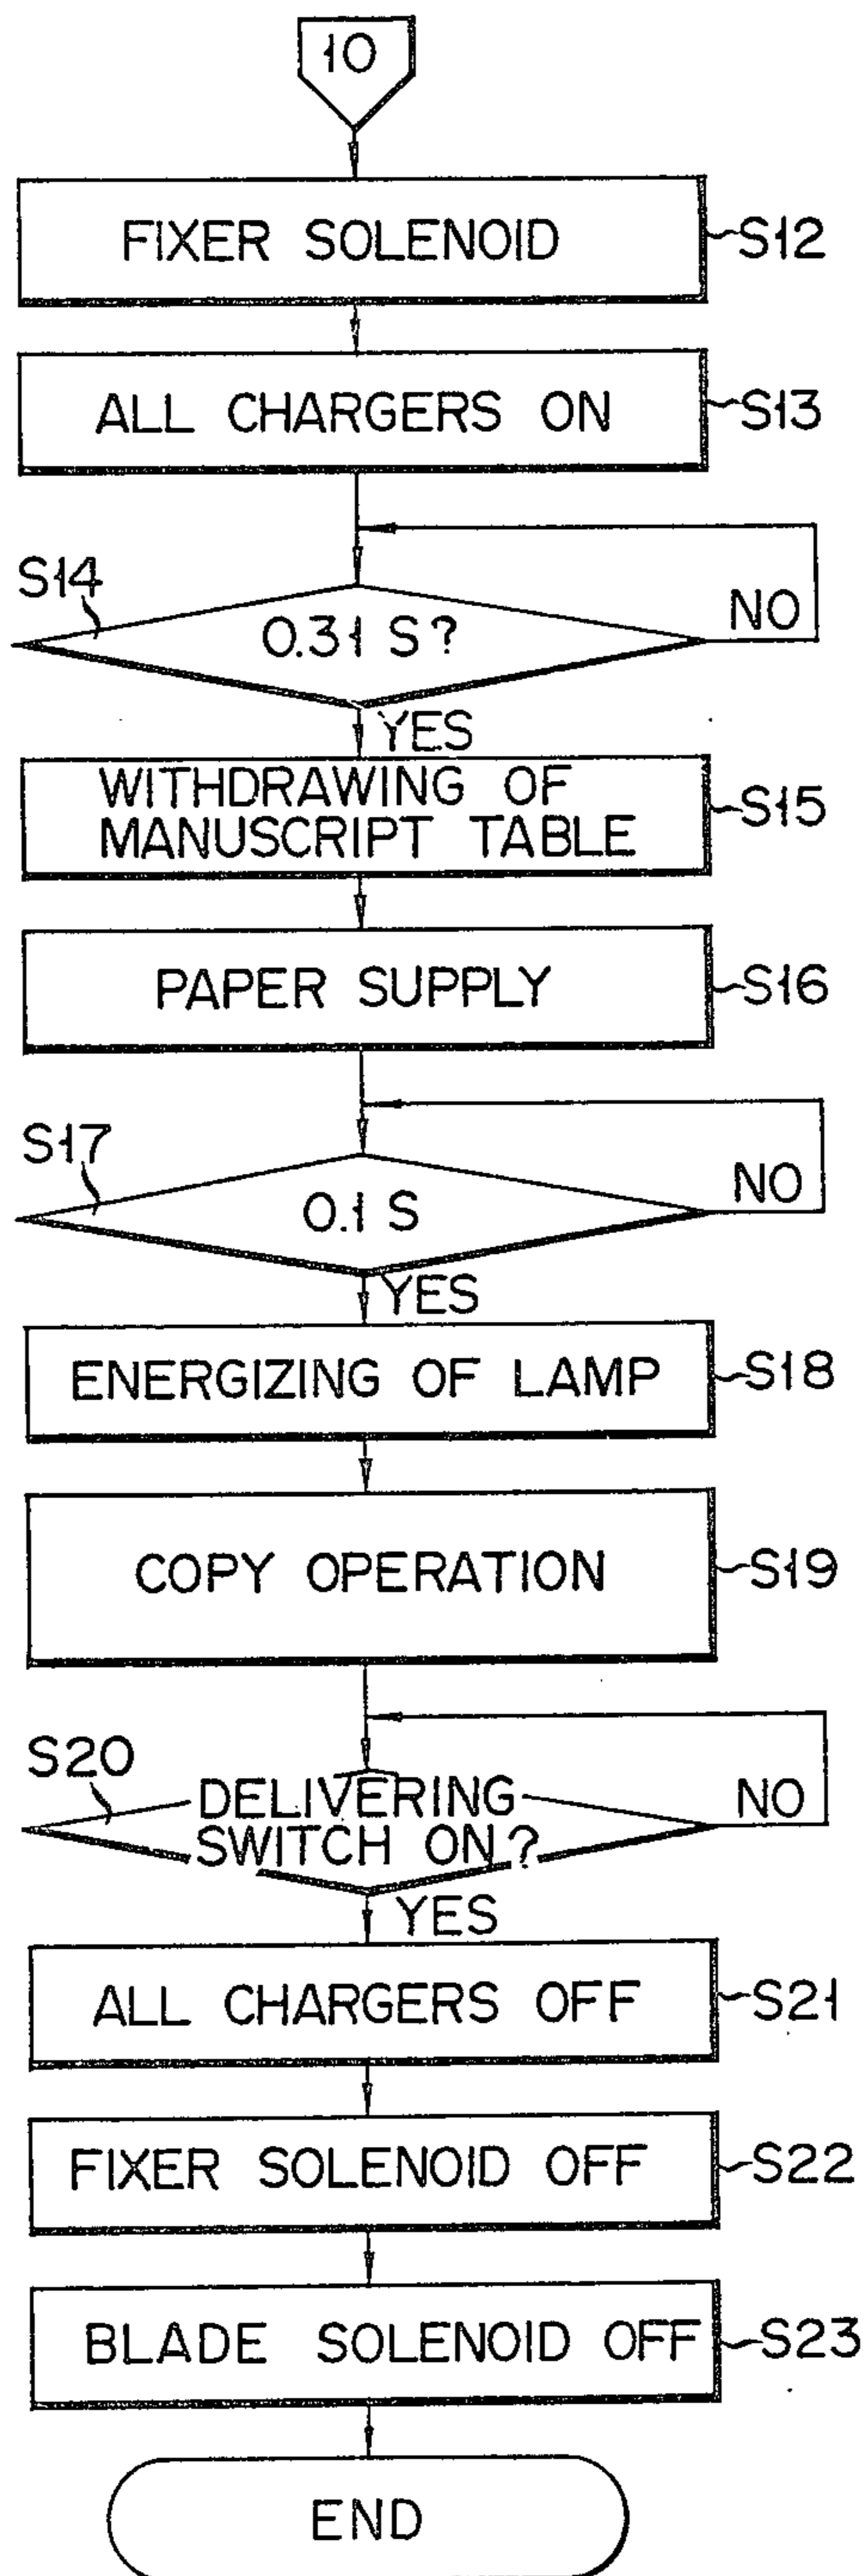 10
FIXER SOLENOID
S12
ALL CHARGERS ON
S13
S14
0.31 S?
NO
YES
WITHDRAWING OF
MANUSCRIPT TABLE
S15
PAPER SUPPLY
S16
S17
0.1 S
NO
YES
ENERGIZING OF LAMP
S18
COPY OPERATION
S19
S20
DELIVERING
SWITCH ON?
NO
YES
ALL CHARGERS OFF
S21
FIXER SOLENOID OFF
S22
BLADE SOLENOID OFF
S23
END